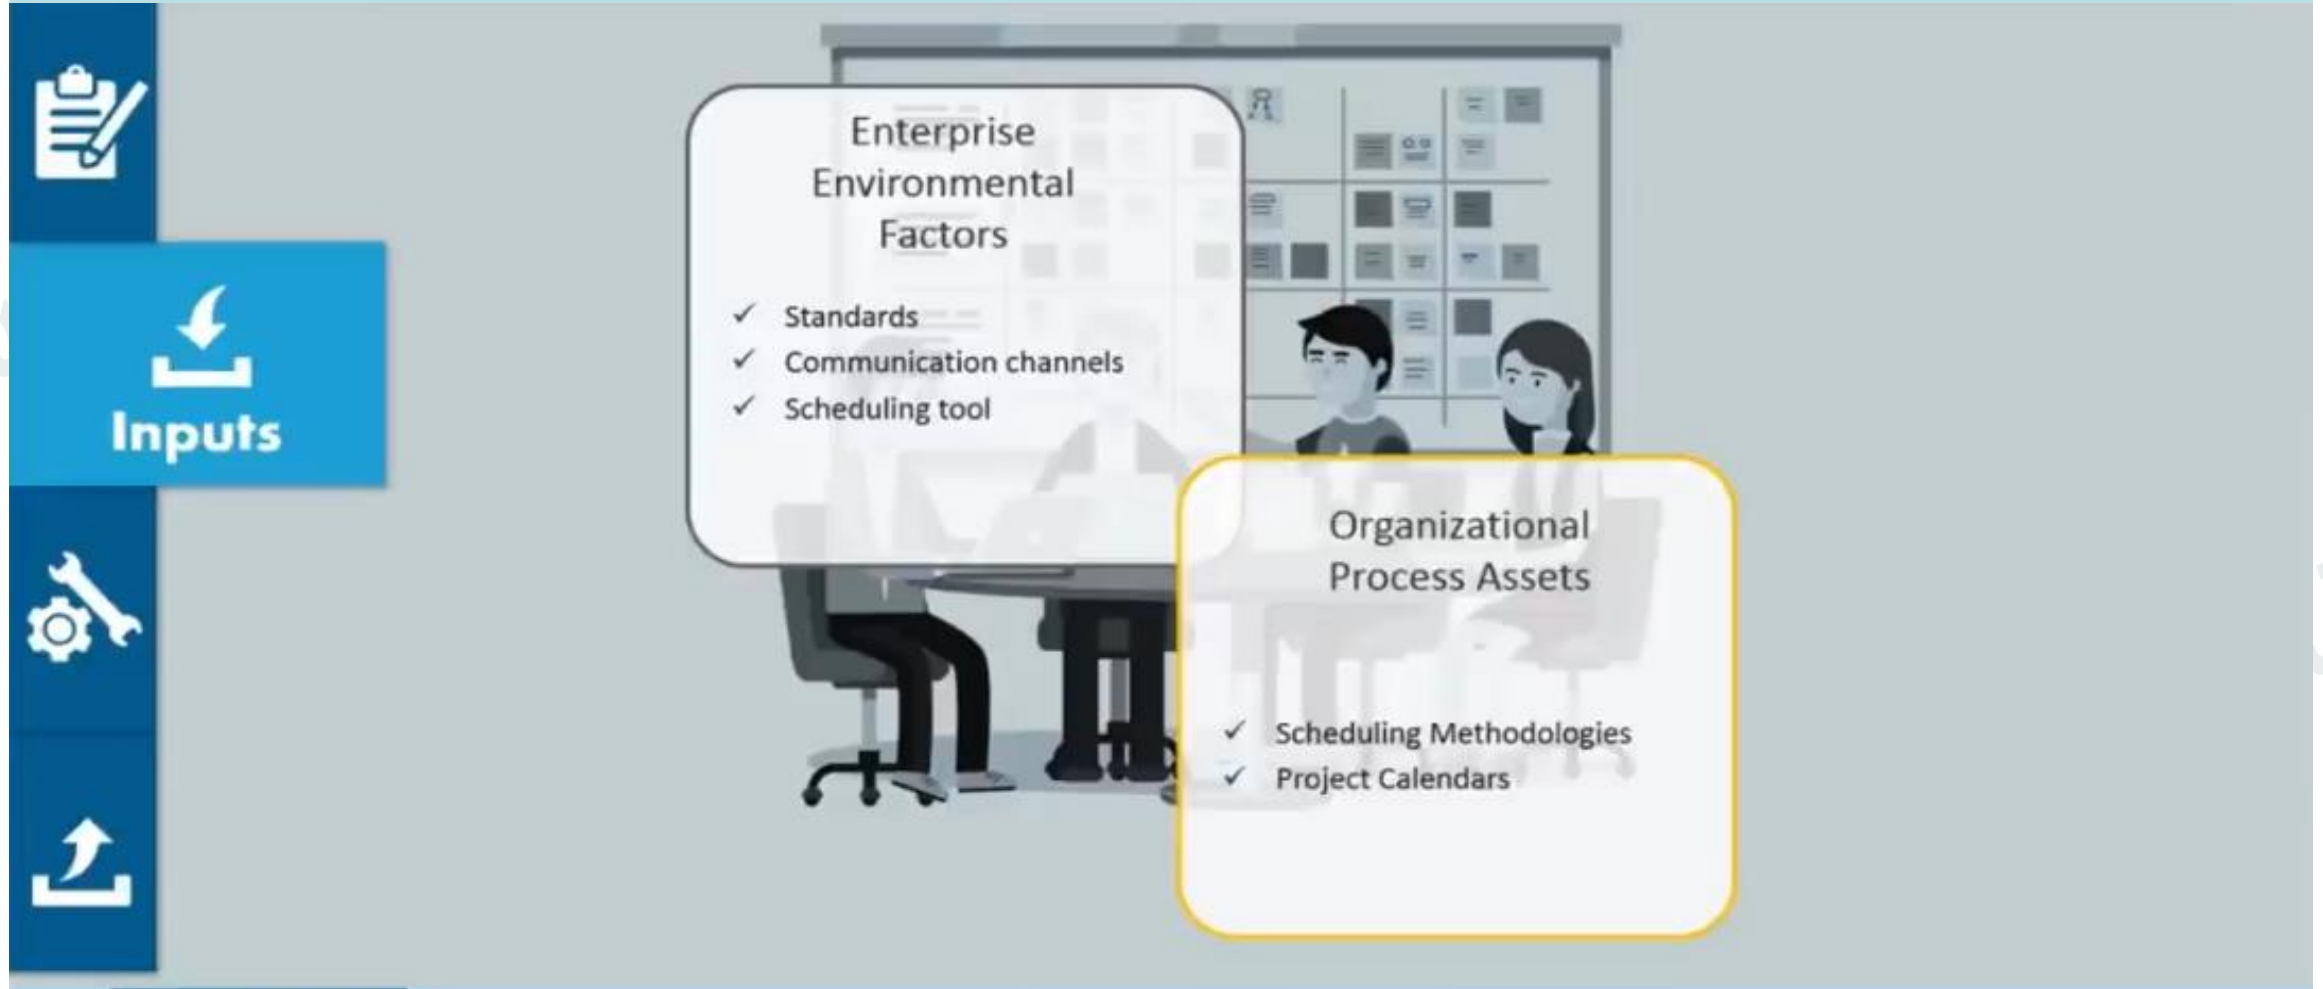 Inputs
Enterprise
Environmental
Factors
✓ Standards
✓ Communication channels
✓ Scheduling tool
Organizational
Process Assets
✓ Scheduling Methodologies
✓ Project Calendars